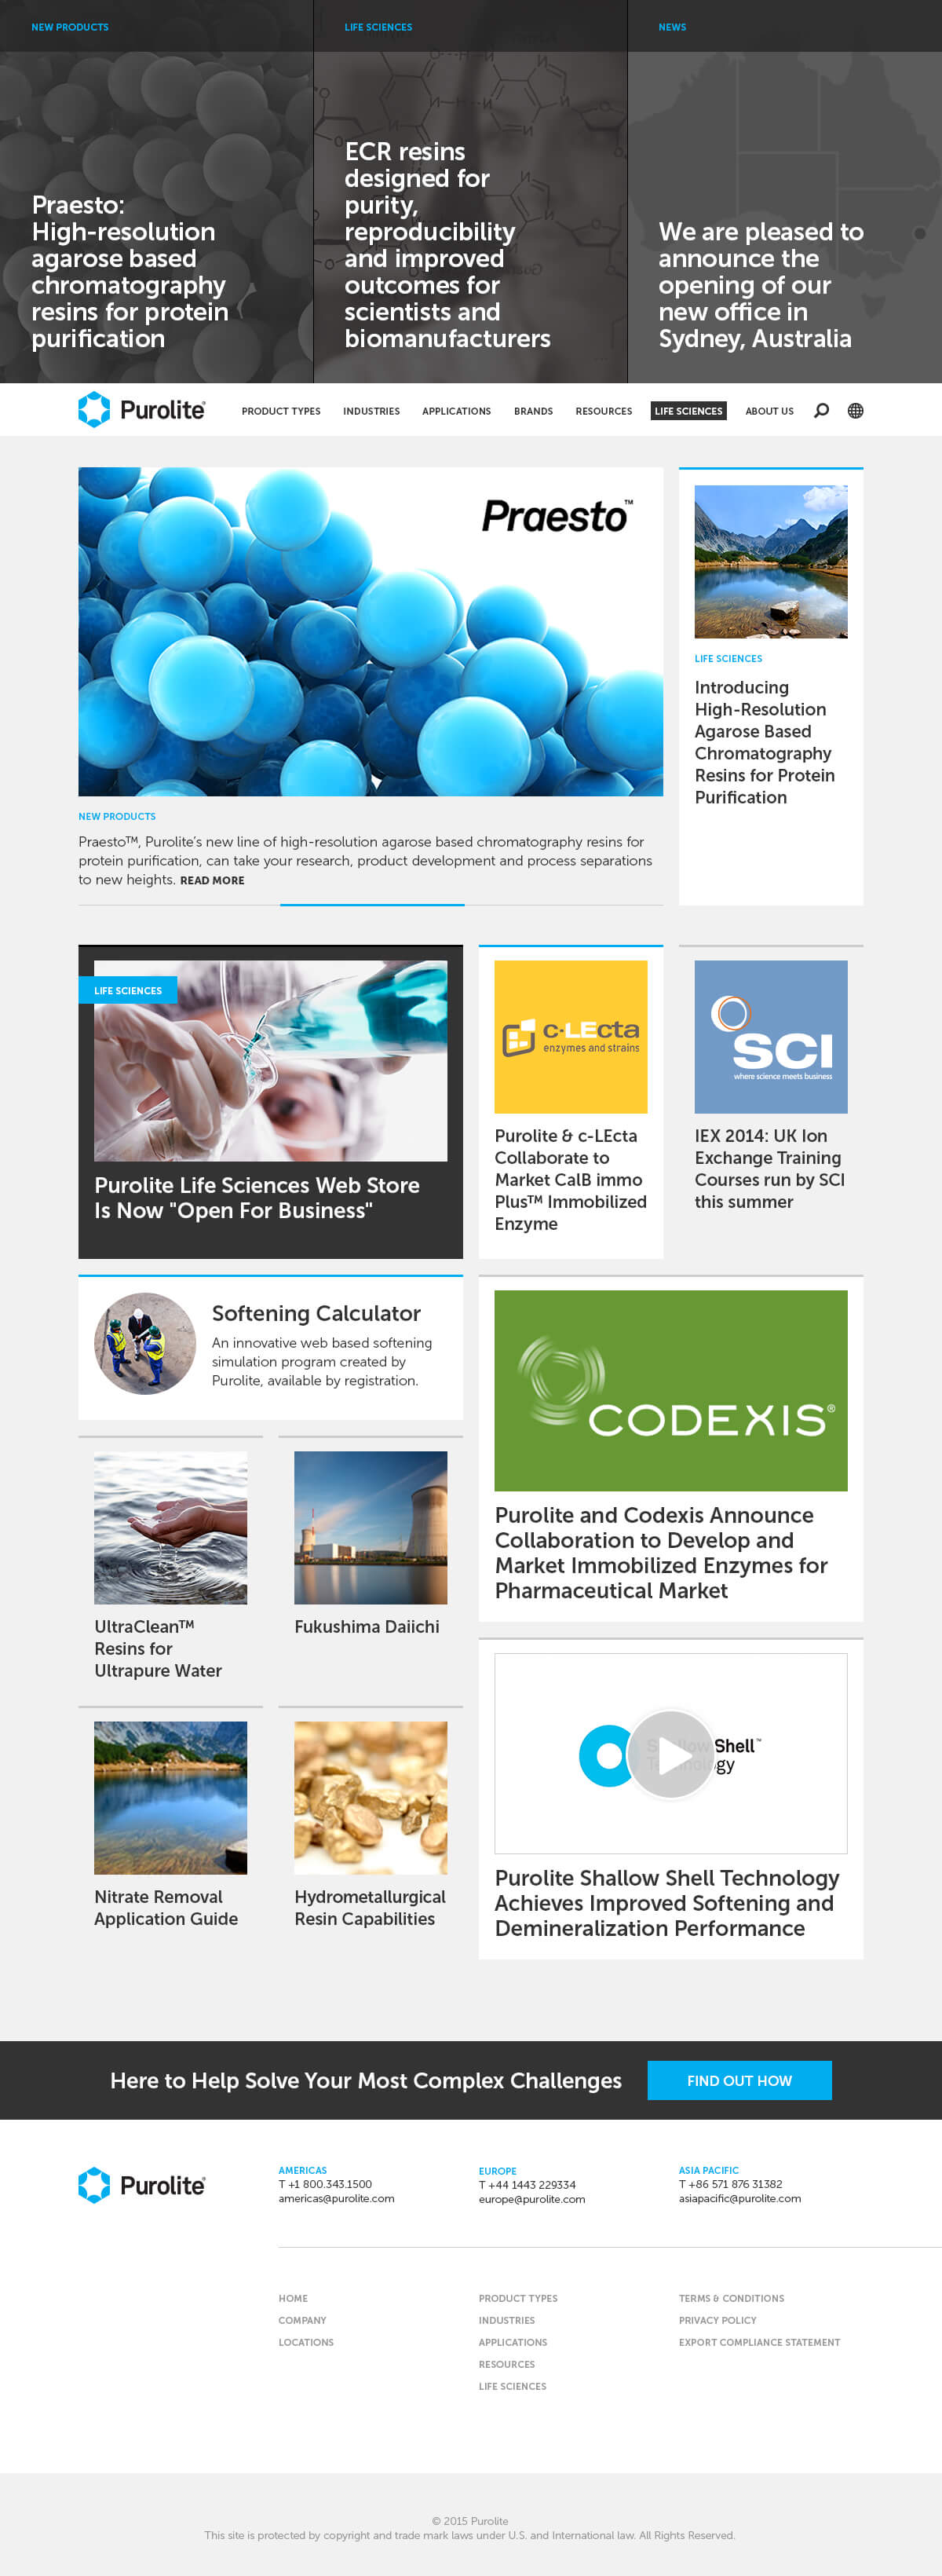 NEW PRODUCTS
Praesto:
High-resolution
agarose based
chromatography
resins for protein
purification
LIFE SCIENCES
ECR resins
designed for
purity,
reproducibility
and improved
outcomes for
scientists and
biomanufacturers
NEWS
We are pleased to
announce the
opening of our
new office in
Sydney, Australia
Purolite®
PRODUCT TYPES
INDUSTRIES
APPLICATIONS
BRANDS
RESOURCES
LIFE SCIENCES
ABOUT US
Praesto™
NEW PRODUCTS
Praesto™, Purolite's new line of high-resolution agarose based chromatography resins for
protein purification, can take your research, product development and process separations
to new heights. READ MORE
LIFE SCIENCES
Introducing
High-Resolution
Agarose Based
Chromatography
Resins for Protein
Purification
LIFE SCIENCES
Purolite Life Sciences Web Store
Is Now "Open For Business"
c-LEcta
enzymes and strains
Purolite & c-LEcta
Collaborate to
Market CalB immo
Plus™ Immobilized
Enzyme
SCI
where science meets business
IEX 2014: UK Ion
Exchange Training
Courses run by SCI
this summer
Softening Calculator
An innovative web based softening
simulation program created by
Purolite, available by registration.
CODEXIS®
Purolite and Codexis Announce
Collaboration to Develop and
Market Immobilized Enzymes for
Pharmaceutical Market
UltraClean™
Resins for
Ultrapure Water
Fukushima Daiichi
Nitrate Removal
Application Guide
Hydrometallurgical
Resin Capabilities
Shell™
Purolite Shallow Shell Technology
Achieves Improved Softening and
Demineralization Performance
Here to Help Solve Your Most Complex Challenges
FIND OUT HOW
Purolite®
AMERICAS
T +1 800.343.1500
americas@purolite.com
EUROPE
T +44 1443 229334
europe@purolite.com
ASIA PACIFIC
T +86 571 876 31382
asiapacific@purolite.com
HOME
COMPANY
LOCATIONS
PRODUCT TYPES
INDUSTRIES
APPLICATIONS
RESOURCES
LIFE SCIENCES
TERMS & CONDITIONS
PRIVACY POLICY
EXPORT COMPLIANCE STATEMENT
© 2015 Purolite
This site is protected by copyright and trade mark laws under U.S. and International law. All Rights Reserved.